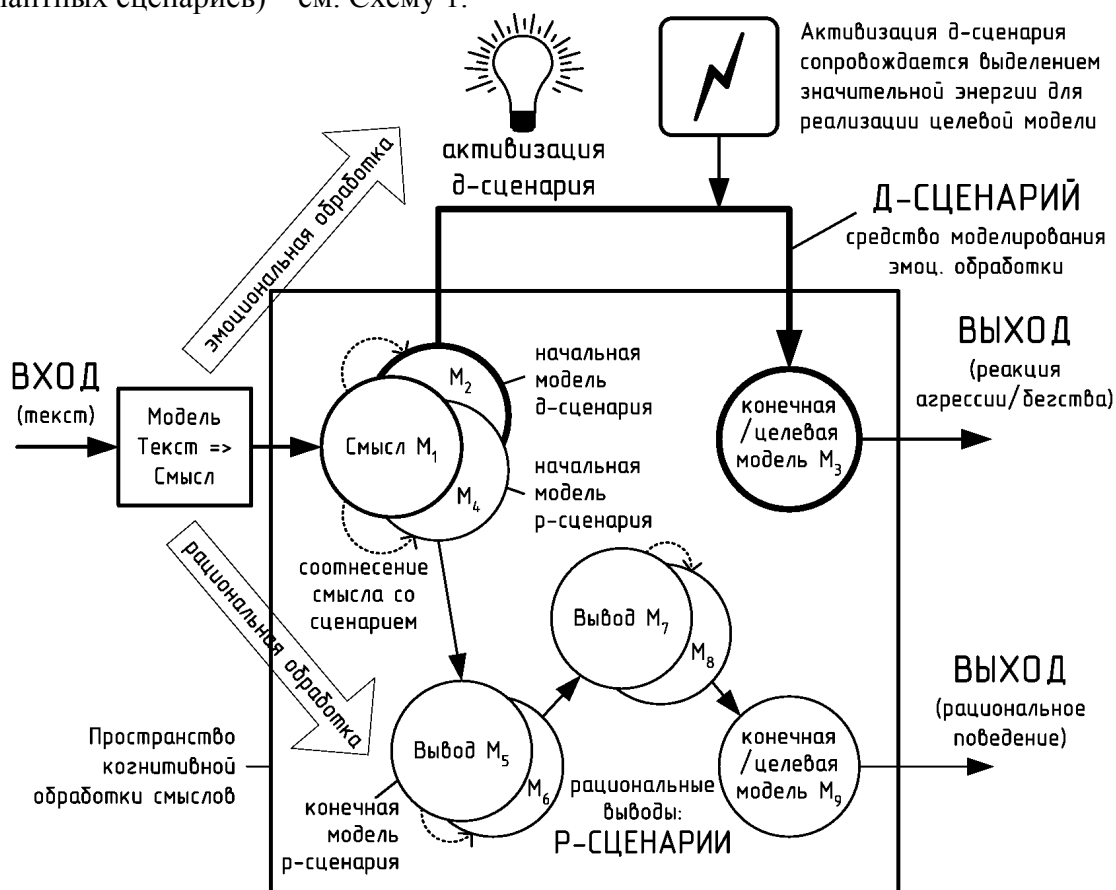 лантных сценариев) – см. Схему 1.
Активизация д-сценария
сопровождается выделением
значительной энергии для
реализации целевой модели
активизация
д-сценария
эмоциональная обработка
Д-СЦЕНАРИЙ
средство моделирования
эмоц. обработки
ВХОД
(текст)
Модель
Текст =>
Смысл
Смысл M1
M2
M4
начальная
модель
д-сценария
начальная
модель
р-сценария
конечная
/целевая
модель M3
ВЫХОД
(реакция
агрессии/бегства)
соотнесение
смысла со
сценарием
рациональная обработка
Вывод M7
M8
Вывод M5
M6
конечная
/целевая
модель M9
ВЫХОД
(рациональное
поведение)
Пространство
когнитивной
обработки смыслов
конечная
модель
р-сценария
рациональные
выводы:
Р-СЦЕНАРИИ